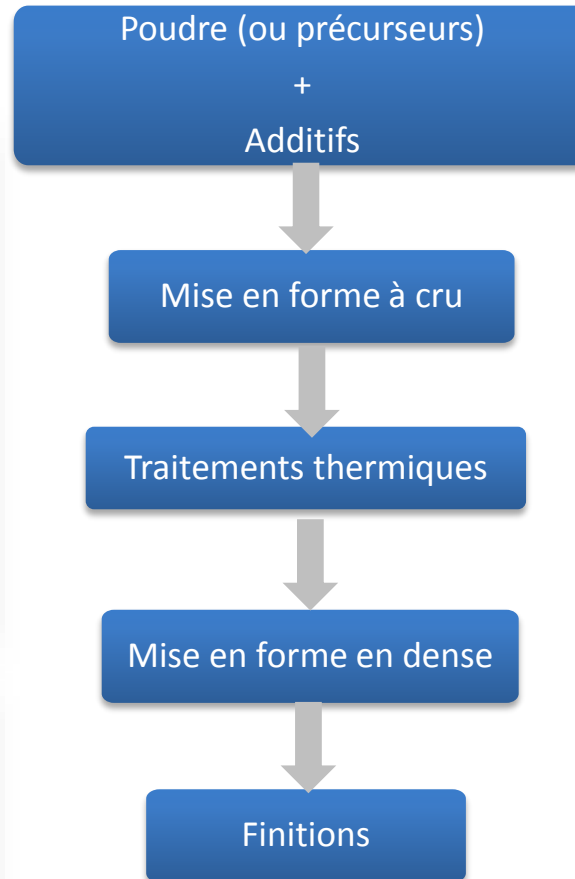 Poudre (ou précurseurs)
+
Additifs
Mise en forme à cru
Traitements thermiques
Mise en forme en dense
Finitions